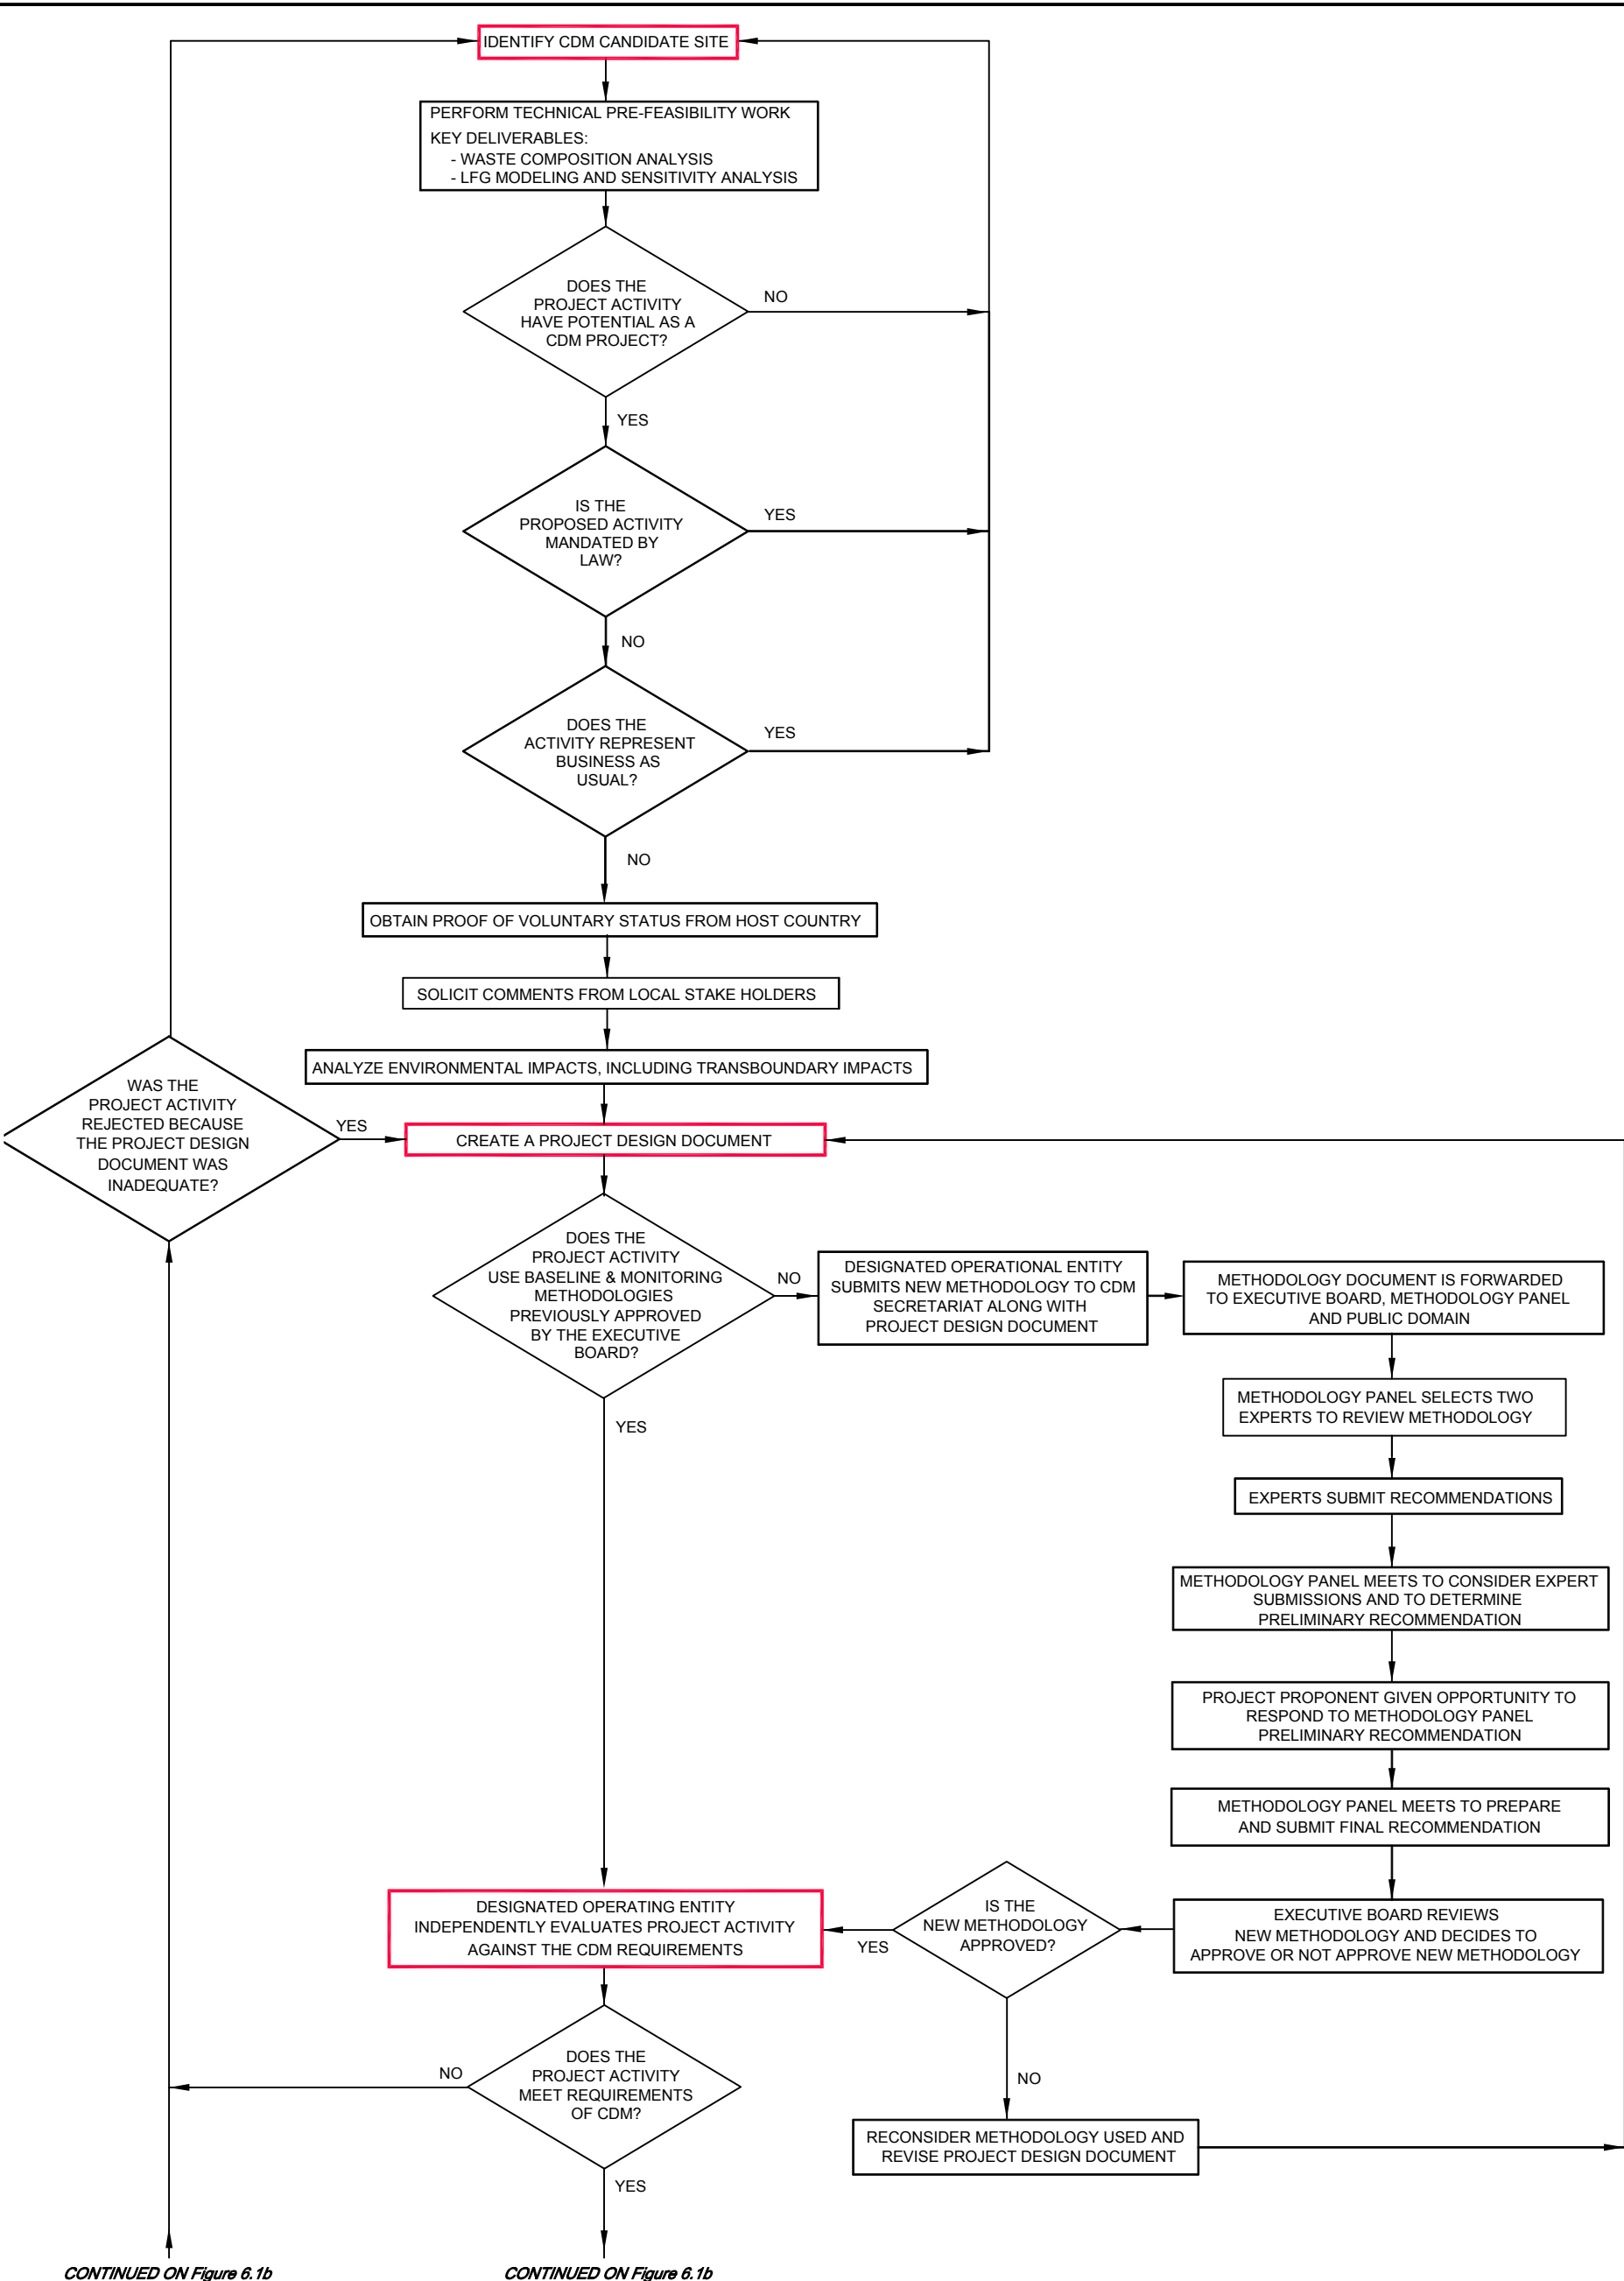 IDENTIFY CDM CANDIDATE SITE
PERFORM TECHNICAL PRE-FEASIBILITY WORK
KEY DELIVERABLES:
- WASTE COMPOSITION ANALYSIS
- LFG MODELING AND SENSITIVITY ANALYSIS
DOES THE
PROJECT ACTIVITY
HAVE POTENTIAL AS A
CDM PROJECT?
NO
YES
IS THE
PROPOSED ACTIVITY
MANDATED BY
LAW?
YES
NO
DOES THE
ACTIVITY REPRESENT
BUSINESS AS
USUAL?
YES
NO
OBTAIN PROOF OF VOLUNTARY STATUS FROM HOST COUNTRY
SOLICIT COMMENTS FROM LOCAL STAKE HOLDERS
ANALYZE ENVIRONMENTAL IMPACTS, INCLUDING TRANSBOUNDARY IMPACTS
WAS THE
PROJECT ACTIVITY
REJECTED BECAUSE
THE PROJECT DESIGN
DOCUMENT WAS
INADEQUATE?
YES
CREATE A PROJECT DESIGN DOCUMENT
DOES THE
PROJECT ACTIVITY
USE BASELINE & MONITORING
METHODOLOGIES
PREVIOUSLY APPROVED
BY THE EXECUTIVE
BOARD?
NO
YES
DESIGNATED OPERATIONAL ENTITY
SUBMITS NEW METHODOLOGY TO CDM
SECRETARIAT ALONG WITH
PROJECT DESIGN DOCUMENT
METHODOLOGY DOCUMENT IS FORWARDED
TO EXECUTIVE BOARD, METHODOLOGY PANEL
AND PUBLIC DOMAIN
METHODOLOGY PANEL SELECTS TWO
EXPERTS TO REVIEW METHODOLOGY
EXPERTS SUBMIT RECOMMENDATIONS
METHODOLOGY PANEL MEETS TO CONSIDER EXPERT
SUBMISSIONS AND TO DETERMINE
PRELIMINARY RECOMMENDATION
PROJECT PROPONENT GIVEN OPPORTUNITY TO
RESPOND TO METHODOLOGY PANEL
PRELIMINARY RECOMMENDATION
METHODOLOGY PANEL MEETS TO PREPARE
AND SUBMIT FINAL RECOMMENDATION
EXECUTIVE BOARD REVIEWS
NEW METHODOLOGY AND DECIDES TO
APPROVE OR NOT APPROVE NEW METHODOLOGY
IS THE
NEW METHODOLOGY
APPROVED?
YES
NO
DESIGNATED OPERATING ENTITY
INDEPENDENTLY EVALUATES PROJECT ACTIVITY
AGAINST THE CDM REQUIREMENTS
DOES THE
PROJECT ACTIVITY
MEET REQUIREMENTS
OF CDM?
NO
YES
RECONSIDER METHODOLOGY USED AND
REVISE PROJECT DESIGN DOCUMENT
CONTINUED ON Figure 6.1b
CONTINUED ON Figure 6.1b